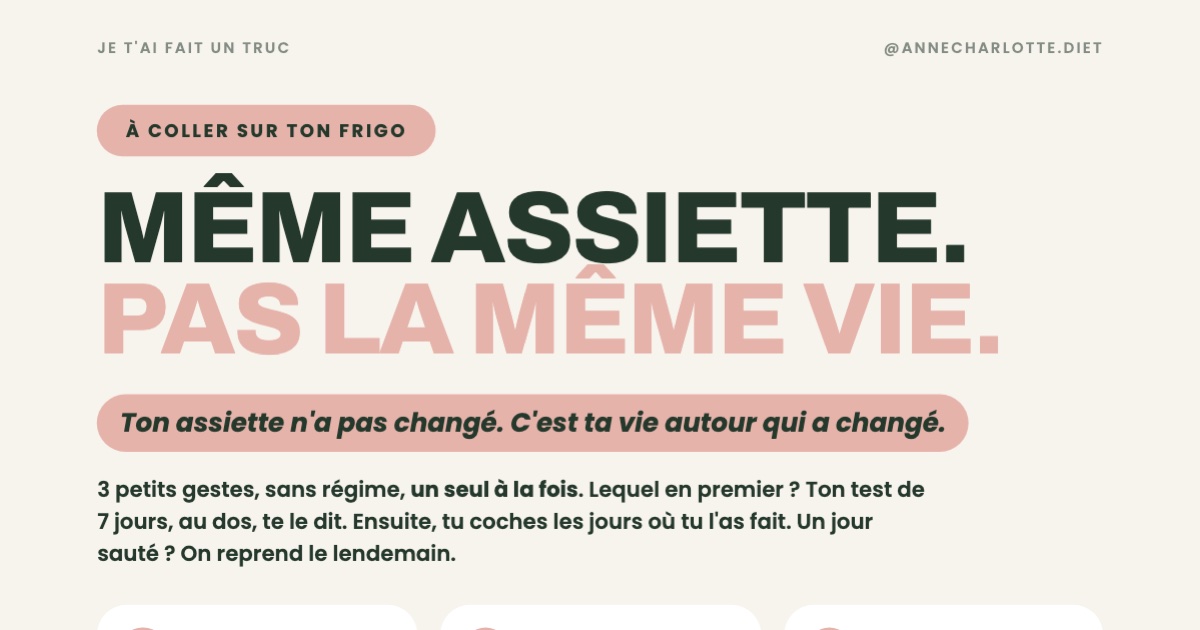 JE T'AI FAIT UN TRUC
@ANNECHARLOTTE.DIET
À COLLER SUR TON FRIGO
MÊME ASSIETTE.
PAS LA MÊME VIE.
Ton assiette n'a pas changé. C'est ta vie autour qui a changé.
3 petits gestes, sans régime, un seul à la fois. Lequel en premier ? Ton test de
7 jours, au dos, te le dit. Ensuite, tu coches les jours où tu l'as fait. Un jour
sauté ? On reprend le lendemain.